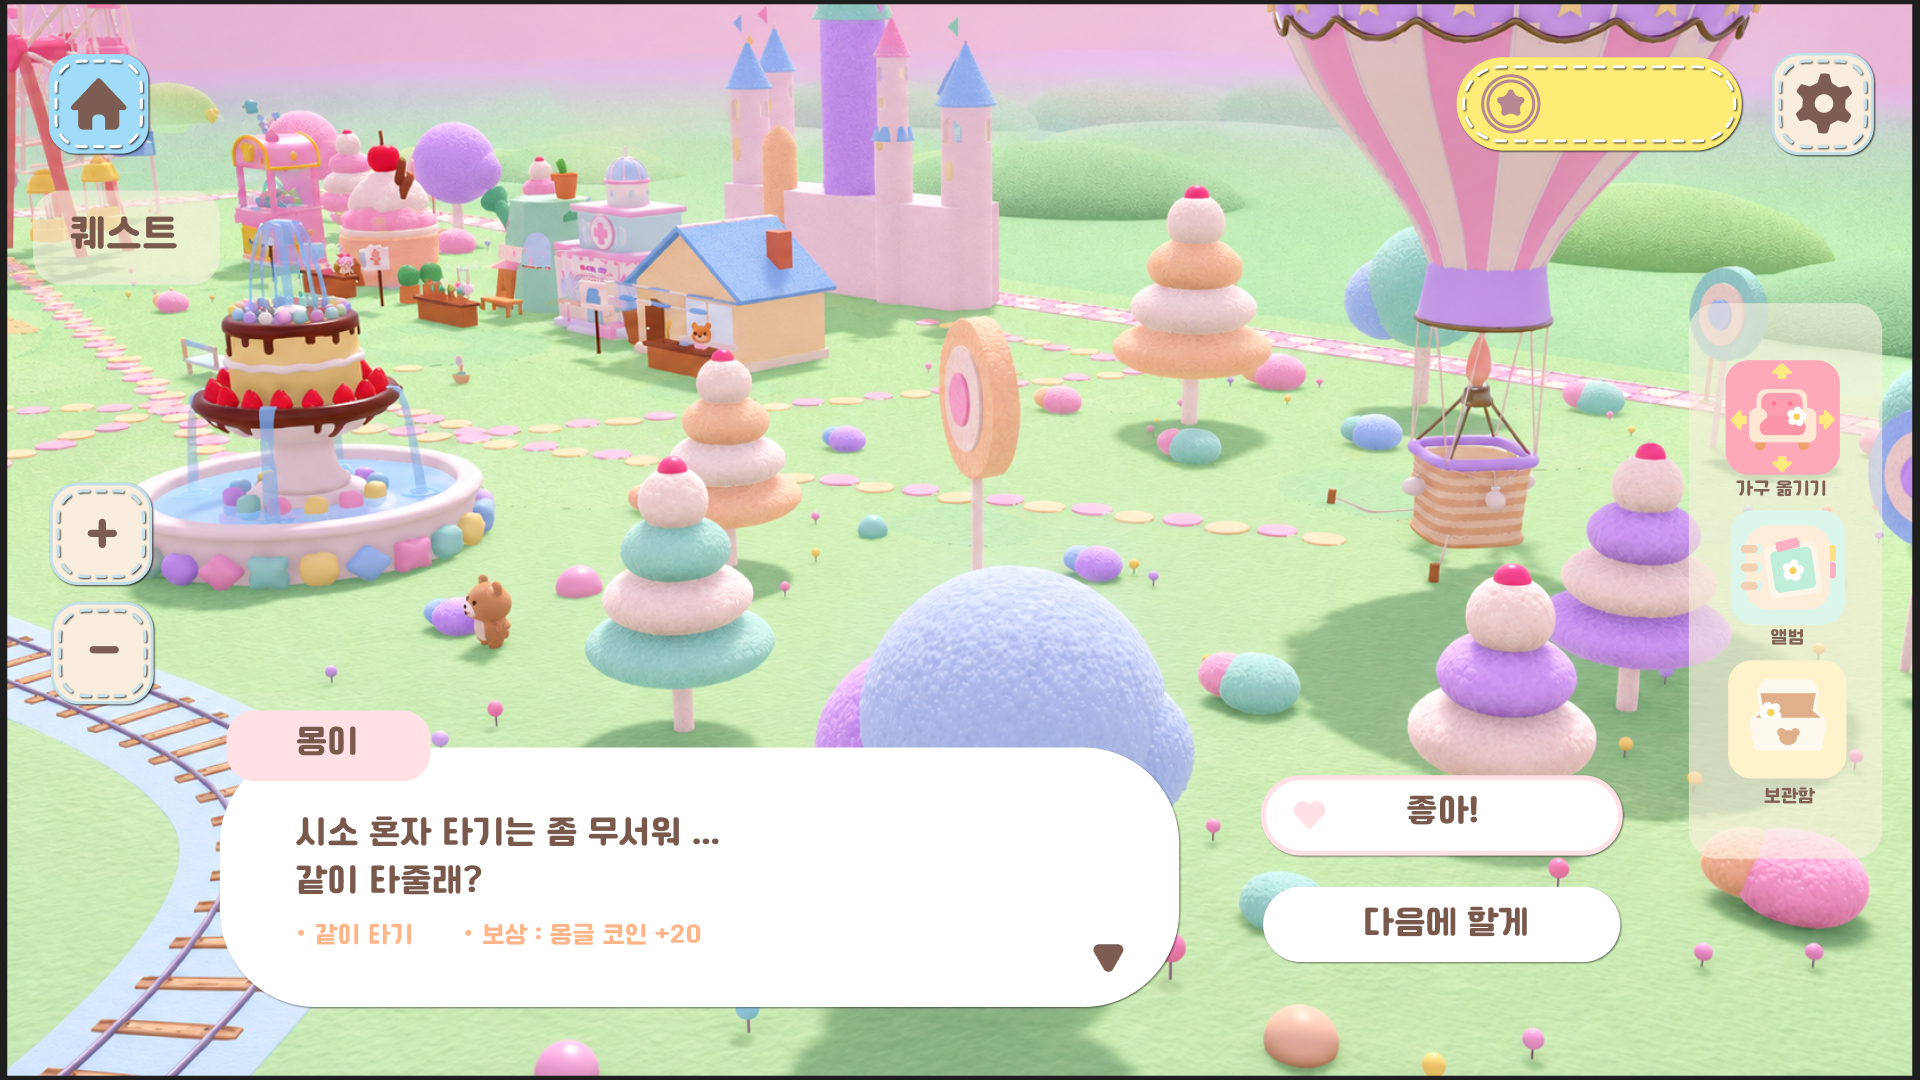 퀘스트
가구 옮기기
앨범
보관함
몽이
시소 혼자 타기는 좀 무서워 ...
같이 타줄래?
• 같이 타기 • 보상 : 몽글 코인 +20
좋아!
다음에 할게